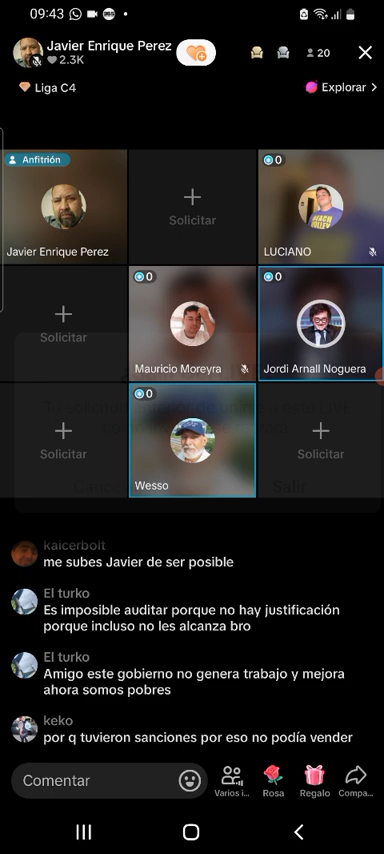 09:43
Javier Enrique Perez
2.3K
20
Liga C4
Explorar
Anfitrión
Javier Enrique Perez
Solicitar
0
LUCIANO
Solicitar
0
Mauricio Moreyra
0
Jordi Arnall Noguera
Solicitar
0
Wesso
Solicitar
Salir
kaicerbolt
me subes Javier de ser posible
El turko
Es imposible auditar porque no hay justificación
porque incluso no les alcanza bro
El turko
Amigo este gobierno no genera trabajo y mejora
ahora somos pobres
keko
por q tuvieron sanciones por eso no podía vender
Comentar
Varios i...
Rosa
Regalo
Compa...